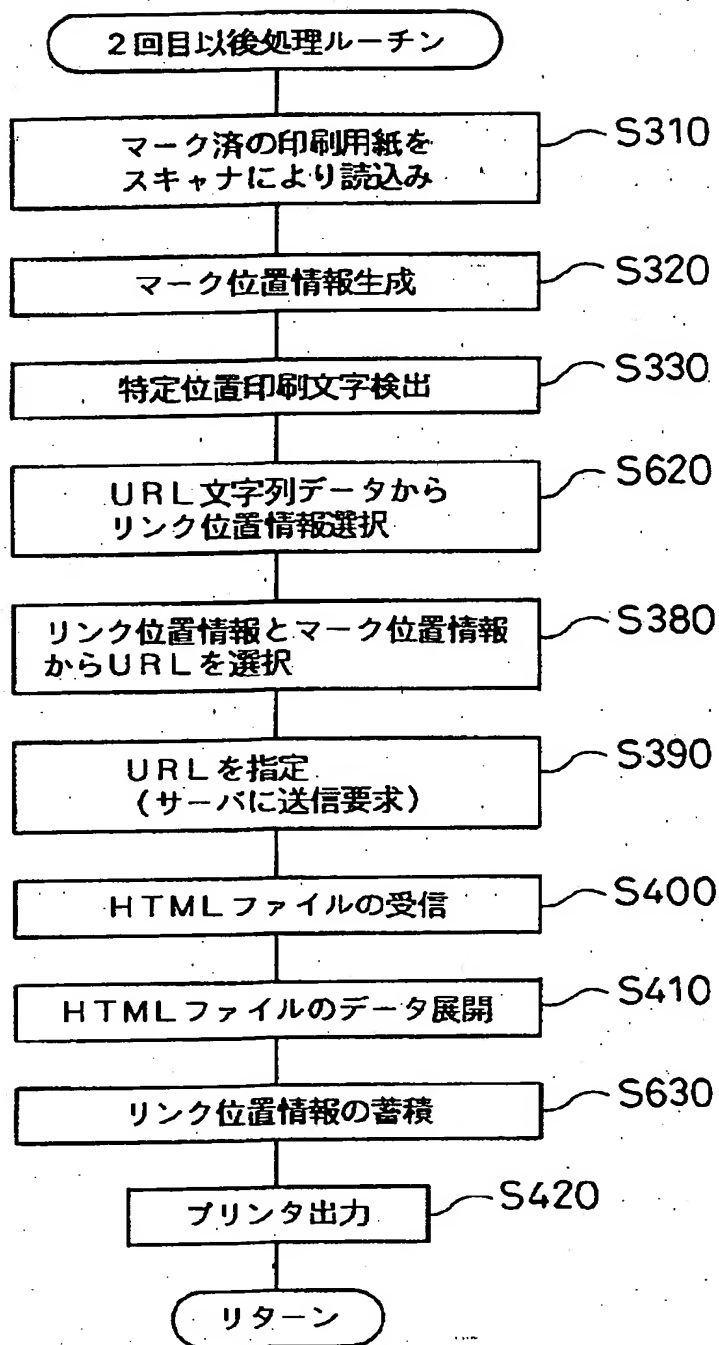 2回目以後処理ルーチン
マーク済の印刷用紙を
スキャナにより読込み
S310
マーク位置情報生成
S320
特定位置印刷文字検出
S330
URL文字列データから
リンク位置情報選択
S620
リンク位置情報とマーク位置情報
からURLを選択
S380
URLを指定
(サーバに送信要求)
S390
HTMLファイルの受信
S400
HTMLファイルのデータ展開
S410
リンク位置情報の蓄積
S630
プリンタ出力
S420
リターン